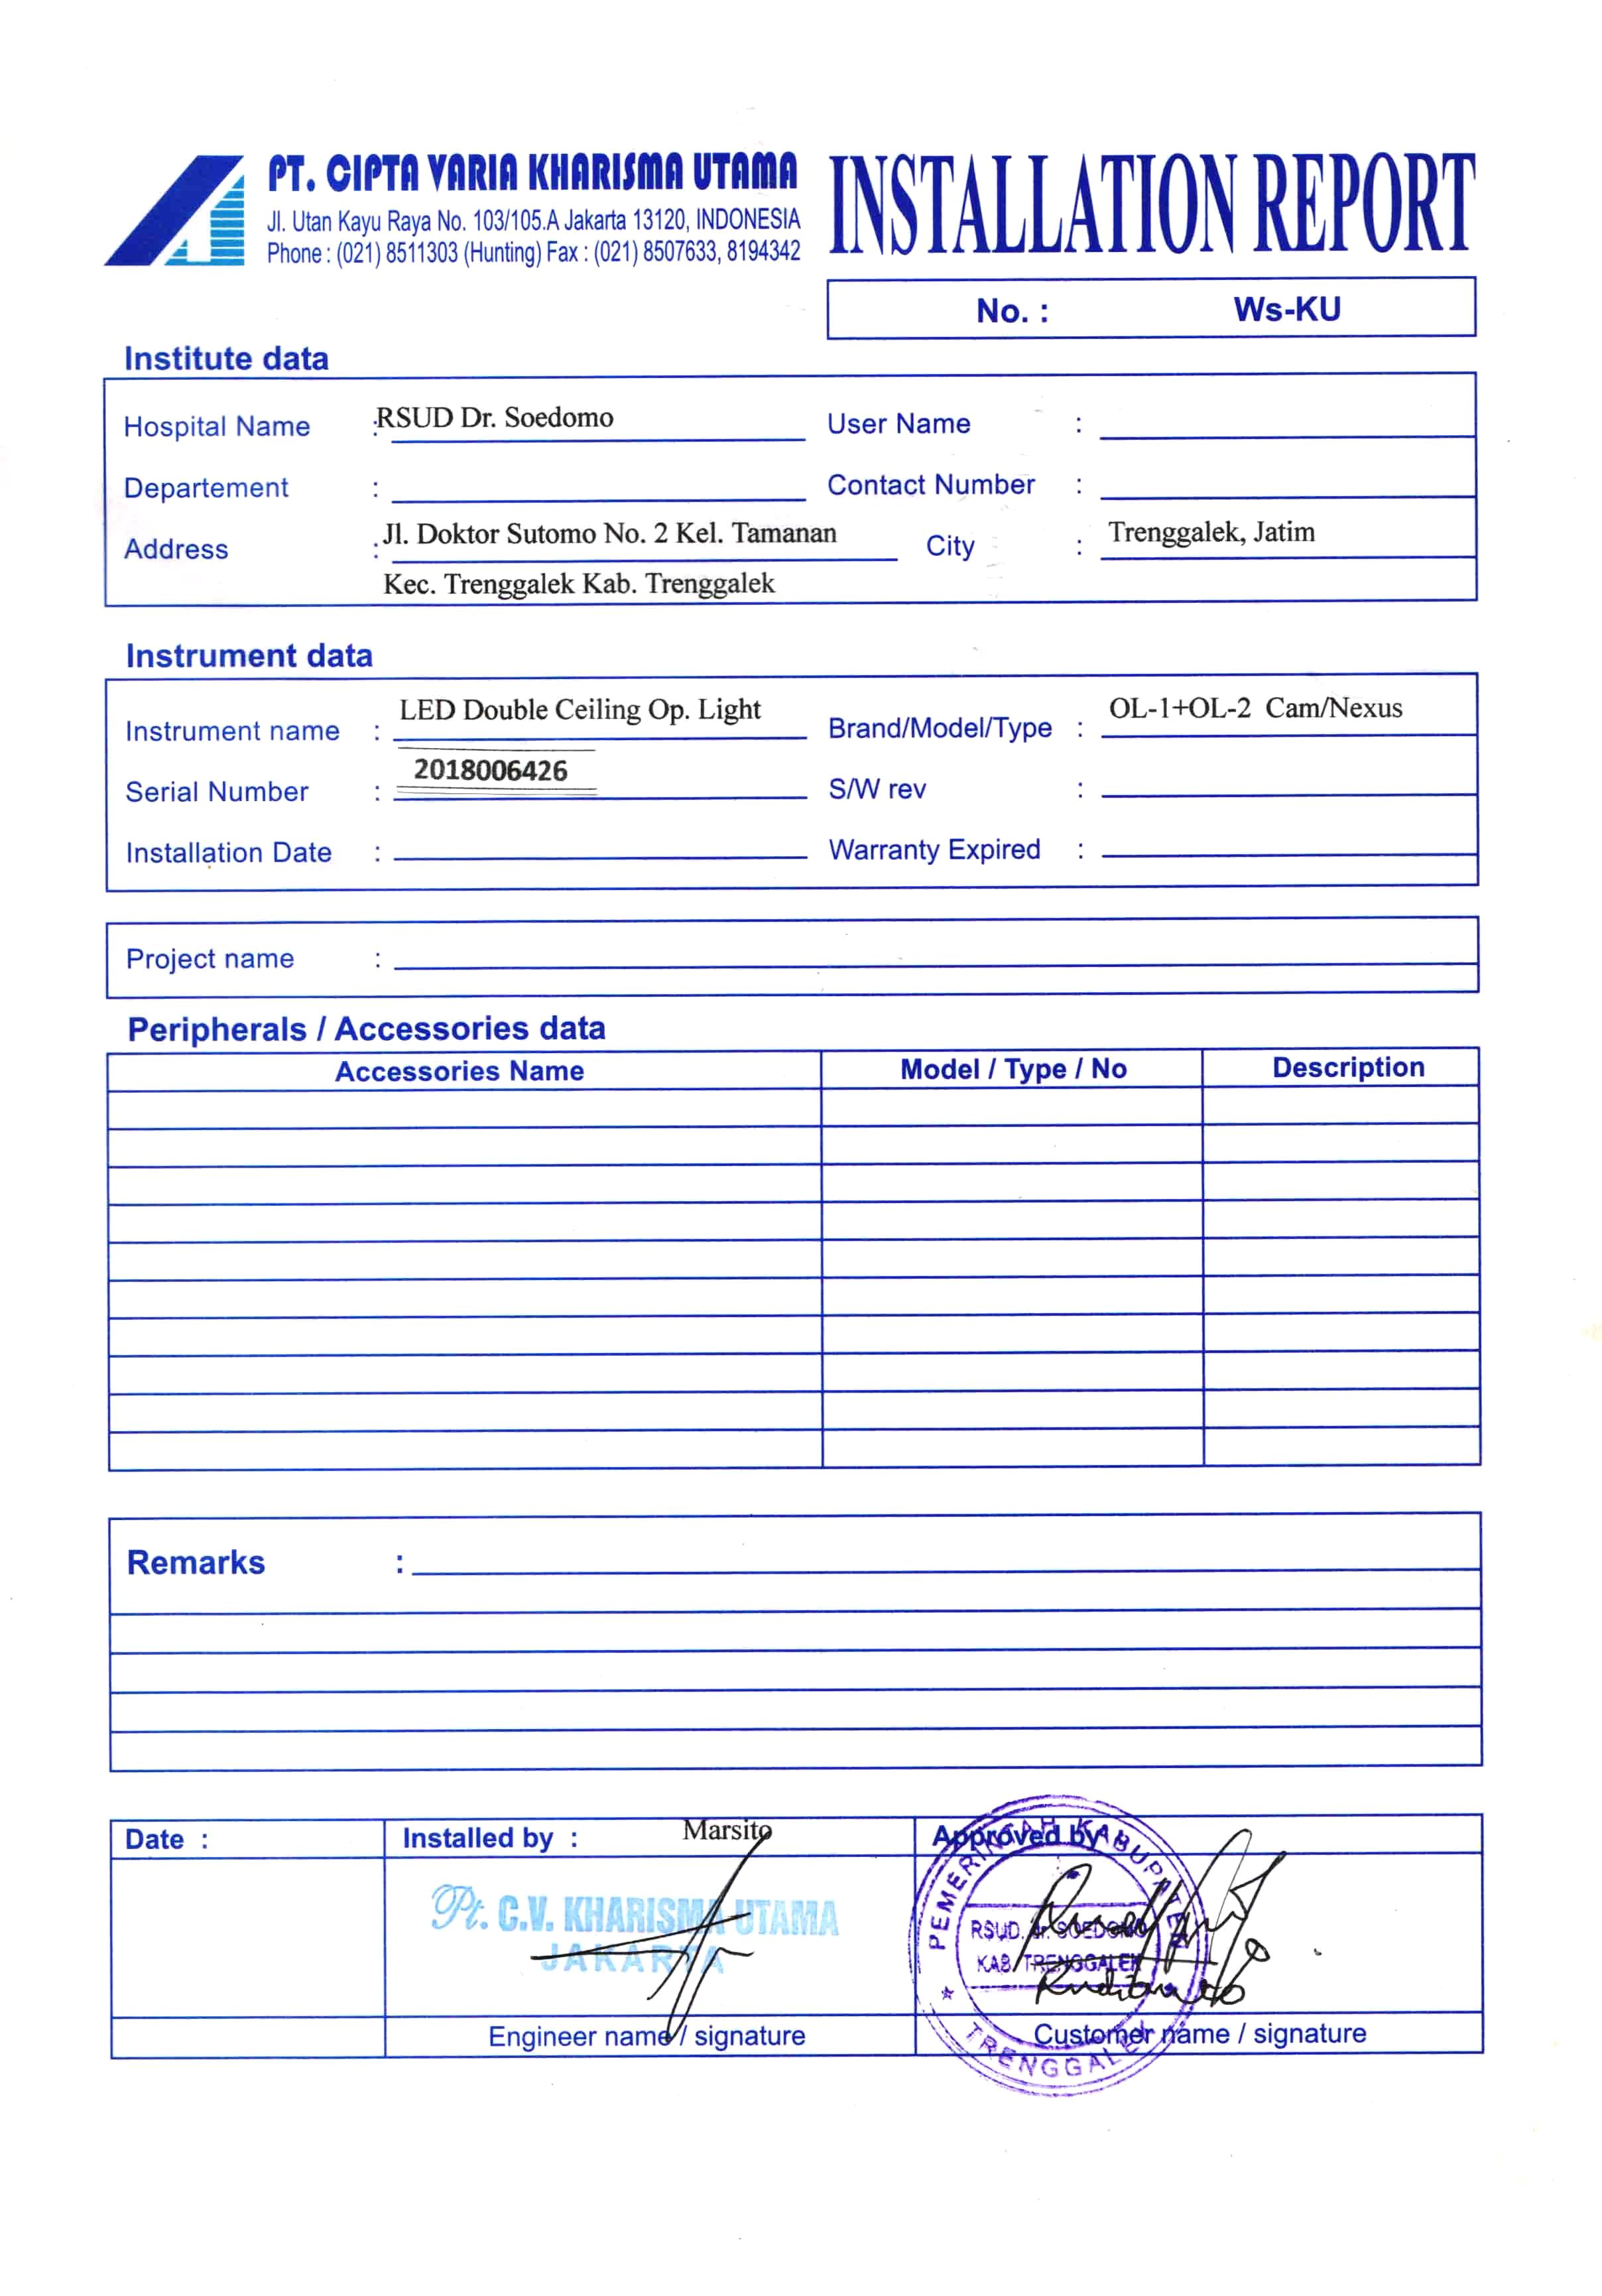 PT. CIPTA VARIA KHARISMA UTAMA
Jl. Utan Kayu Raya No. 103/105.A Jakarta 13120, INDONESIA
Phone : (021) 8511303 (Hunting) Fax : (021) 8507633, 8194342
INSTALLATION REPORT
No. : Ws-KU
Institute data
Hospital Name : RSUD Dr. Soedomo
User Name :
Departement :
Contact Number :
Address : Jl. Doktor Sutomo No. 2 Kel. Tamanan
City : Trenggalek, Jatim
Kec. Trenggalek Kab. Trenggalek
Instrument data
Instrument name : LED Double Ceiling Op. Light
Brand/Model/Type : OL-1+OL-2 Cam/Nexus
Serial Number : 2018006426
S/W rev :
Installation Date :
Warranty Expired :
Project name :
Peripherals / Accessories data
Accessories Name Model / Type / No Description
Remarks :
Date : Installed by : Marsito Approved by
Pt. C.V. KHARISMA UTAMA
JAKARTA
PEMERINTAH KABUPATEN
RSUD. dr. SOEDOMO
KAB. TRENGGALEK
TRENGGALEK
Engineer name / signature Customer name / signature